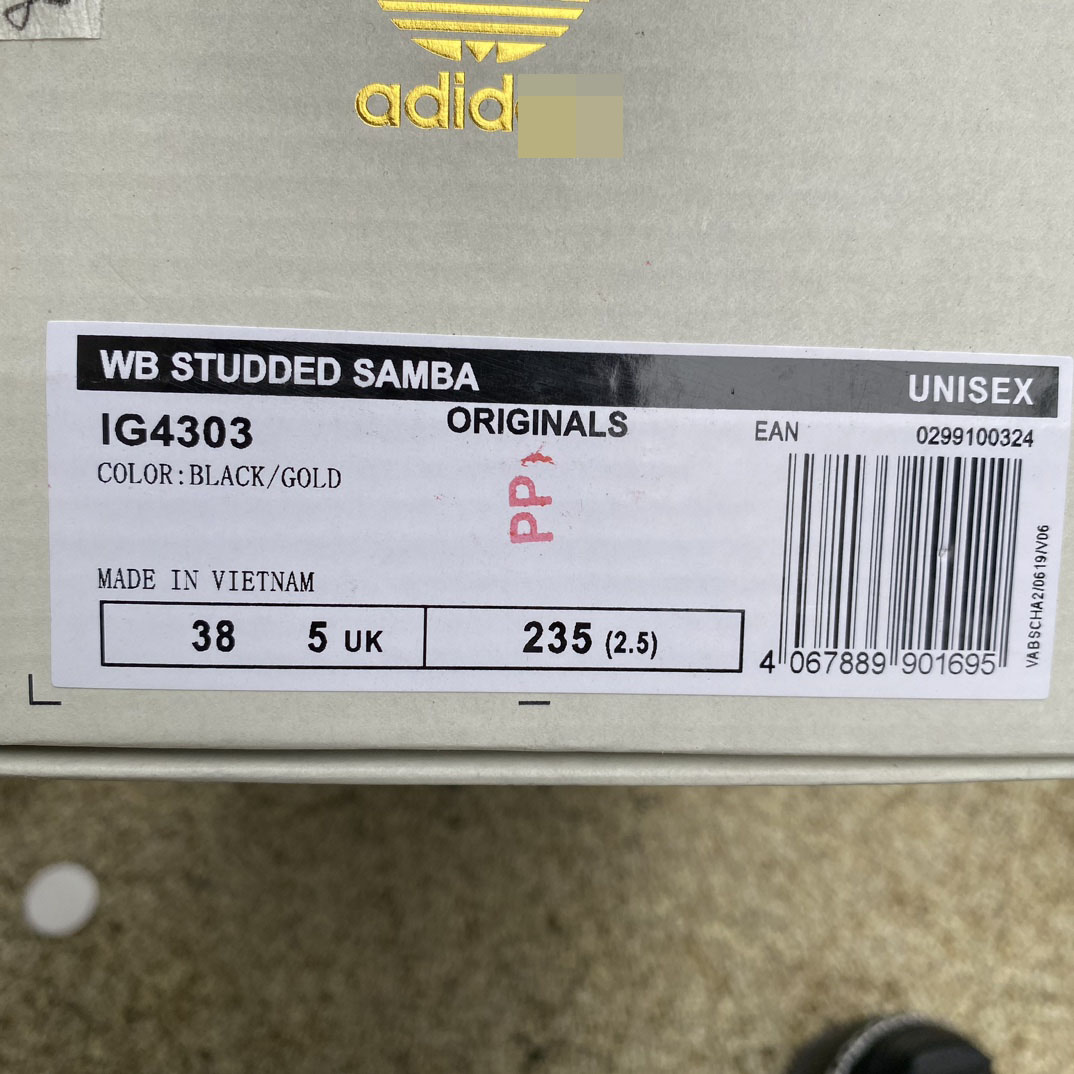 adid
WB STUDDED SAMBA
UNISEX
IG4303
ORIGINALS
EAN
0299100324
COLOR:BLACK/GOLD
PP
MADE IN VIETNAM
38 5 UK 235 (2.5)
4 067889 901695
VABSCHA2/0619/V06